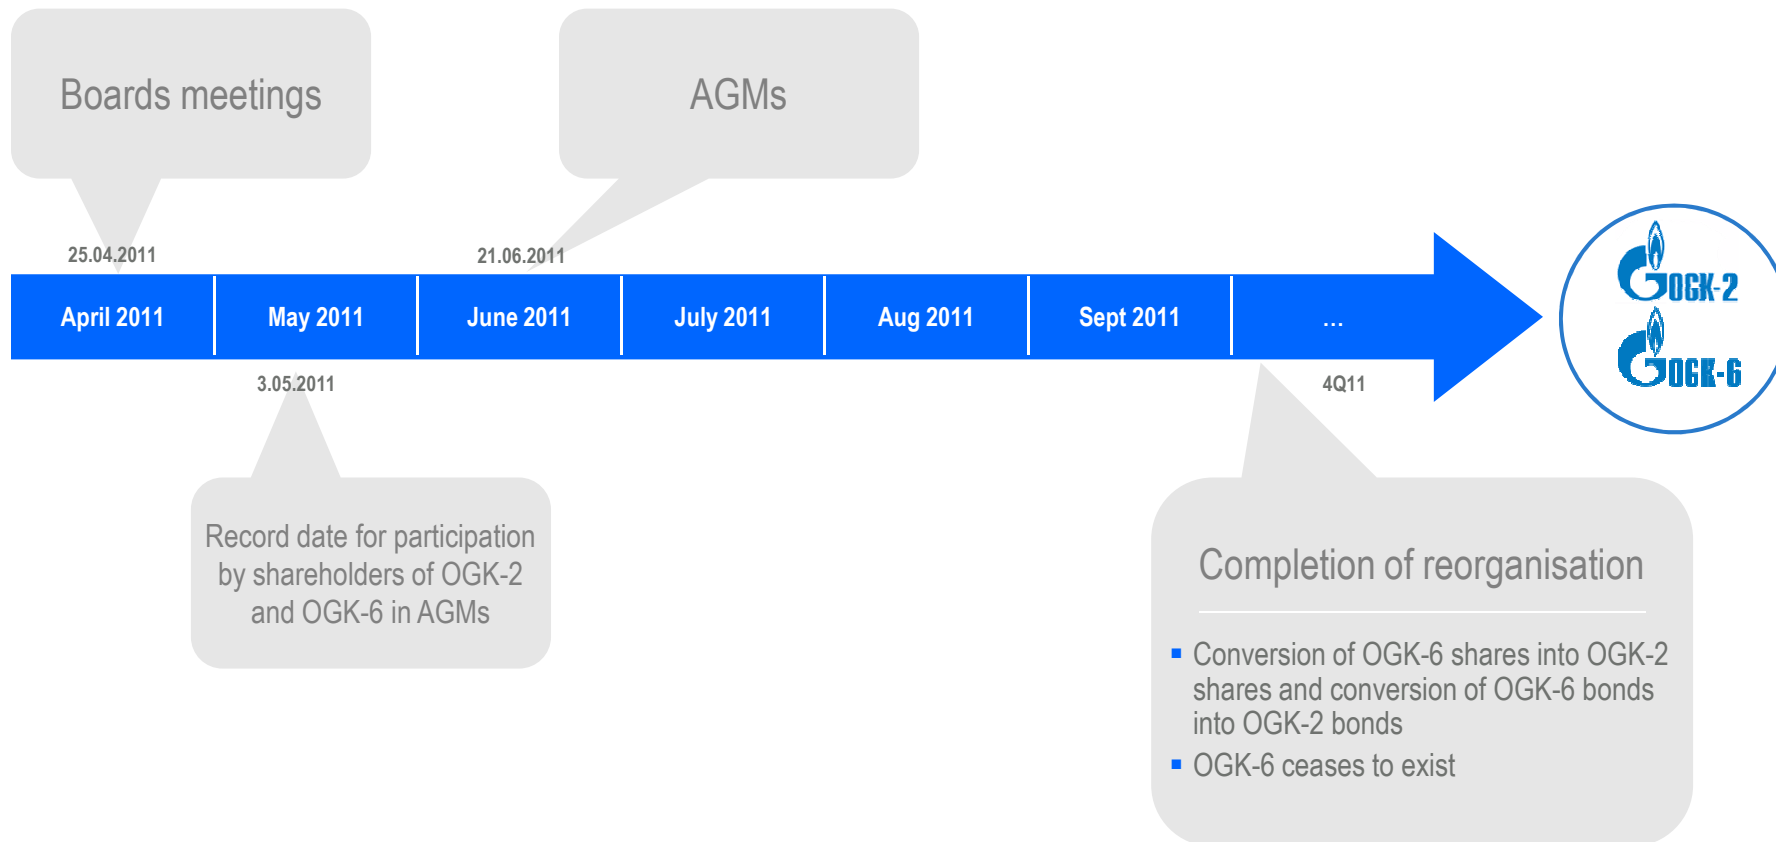 Boards meetings
AGMs
25.04.2011
21.06.2011
April 2011
May 2011
June 2011
July 2011
Aug 2011
Sept 2011
...
3.05.2011
4Q11
OGK-2
OGK-6
Record date for participation
by shareholders of OGK-2
and OGK-6 in AGMs
Completion of reorganisation
▪ Conversion of OGK-6 shares into OGK-2
shares and conversion of OGK-6 bonds
into OGK-2 bonds
▪ OGK-6 ceases to exist